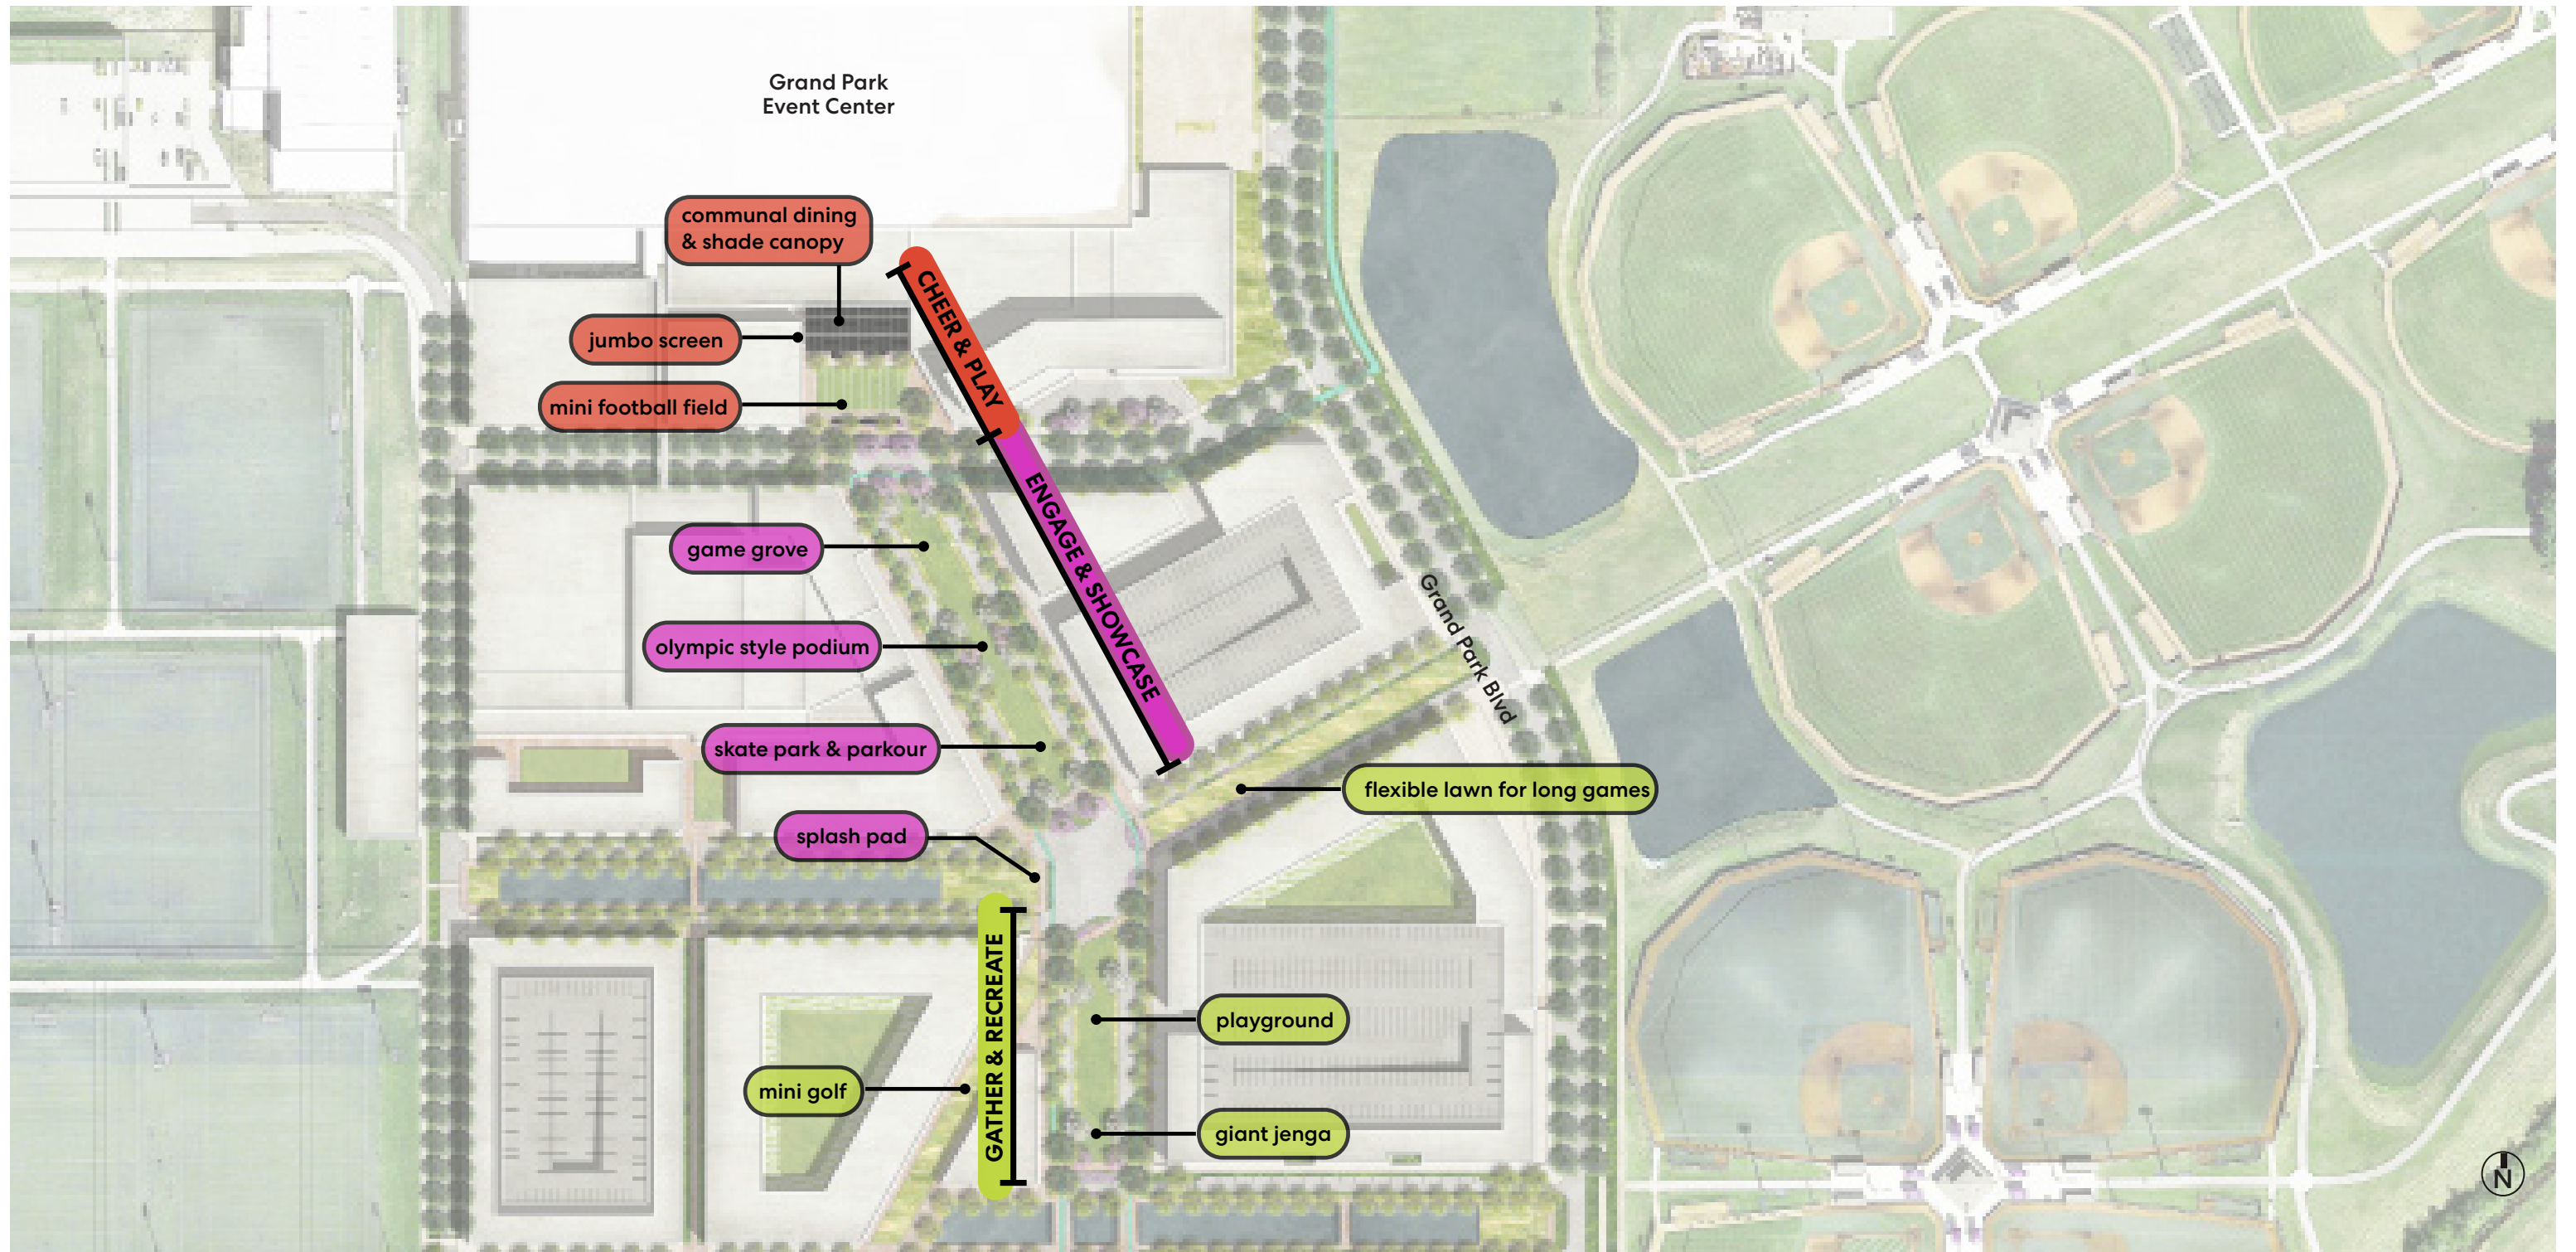 Grand Park
Event Center
communal dining
& shade canopy
CHEER & PLAY
jumbo screen
mini football field
ENGAGE & SHOWCASE
game grove
Grand Park Blvd
olympic style podium
skate park & parkour
flexible lawn for long games
splash pad
GATHER & RECREATE
playground
mini golf
giant jenga
N